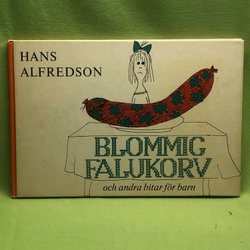 HANS
ALFREDSON
BLOMMIG
FALUKORV
och andra bitar för barn